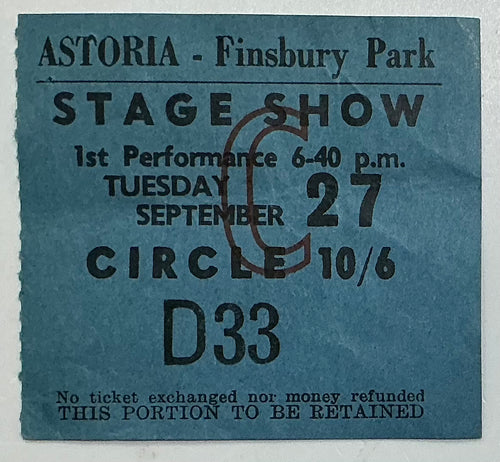 ASTORIA - Finsbury Park
STAGE SHOW
C
1st Performance 6-40 p.m.
TUESDAY
SEPTEMBER 27
CIRCLE 10/6
D33
No ticket exchanged nor money refunded
THIS PORTION TO BE RETAINED